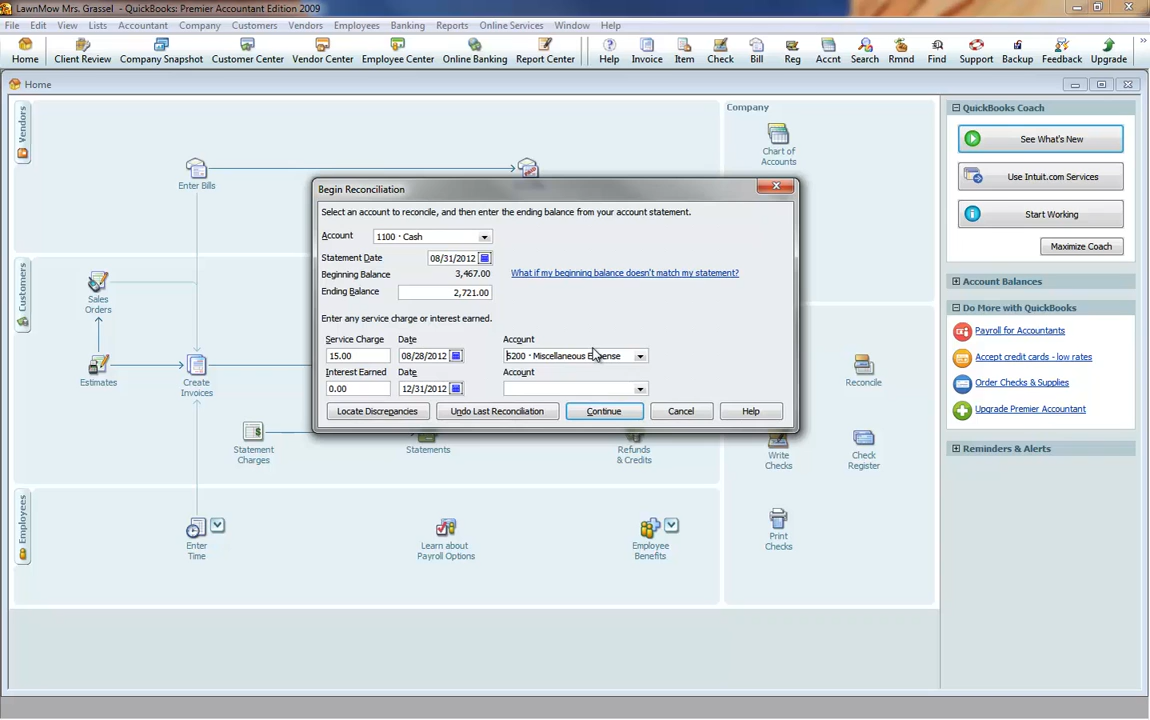 LawnMow Mrs. Grassel - QuickBooks: Premier Accountant Edition 2009
File Edit View Lists Accountant Company Customers Vendors Employees Banking Reports Online Services Window Help
Home Client Review Company Snapshot Customer Center Vendor Center Employee Center Online Banking Report Center Help Invoice Item Check Bill Reg Accnt Search Rmnd Find Support Backup Feedback Upgrade
Home
Vendors
Enter Bills
Company
Chart of
Accounts
Begin Reconciliation
Select an account to reconcile, and then enter the ending balance from your account statement.
Account 1100 · Cash
Statement Date 08/31/2012
Beginning Balance 3,467.00 What if my beginning balance doesn't match my statement?
Ending Balance 2,721.00
Enter any service charge or interest earned.
Service Charge Date Account
15.00 08/28/2012 6200 · Miscellaneous Expense
Interest Earned Date Account
0.00 12/31/2012
Locate Discrepancies Undo Last Reconciliation Continue Cancel Help
Customers
Sales
Orders
Estimates
Create
Invoices
Statement
Charges
Statements
Refunds
& Credits
Reconcile
Write
Checks
Check
Register
Print
Checks
Employees
Enter
Time
Learn about
Payroll Options
Employee
Benefits
QuickBooks Coach
See What's New
Use Intuit.com Services
Start Working
Maximize Coach
Account Balances
Do More with QuickBooks
Payroll for Accountants
Accept credit cards - low rates
Order Checks & Supplies
Upgrade Premier Accountant
Reminders & Alerts